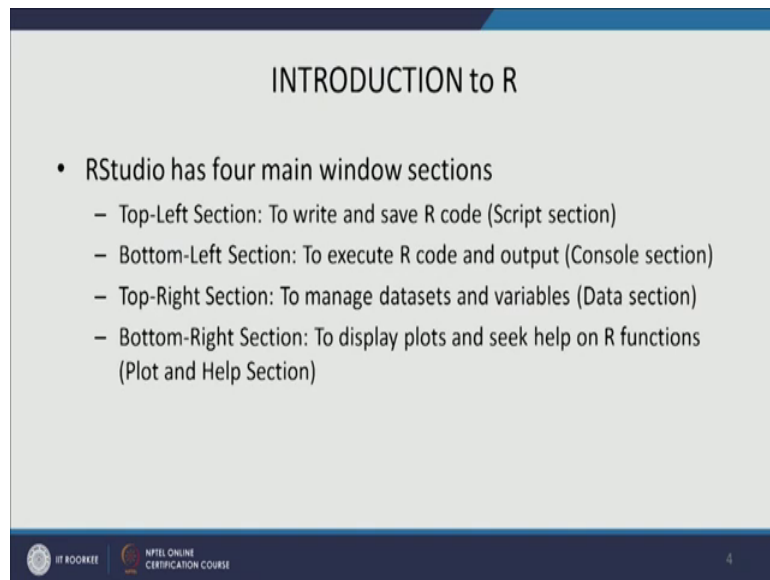 INTRODUCTION to R
• RStudio has four main window sections
– Top-Left Section: To write and save R code (Script section)
– Bottom-Left Section: To execute R code and output (Console section)
– Top-Right Section: To manage datasets and variables (Data section)
– Bottom-Right Section: To display plots and seek help on R functions
(Plot and Help Section)
IIT ROORKEE
NPTEL ONLINE
CERTIFICATION COURSE
4